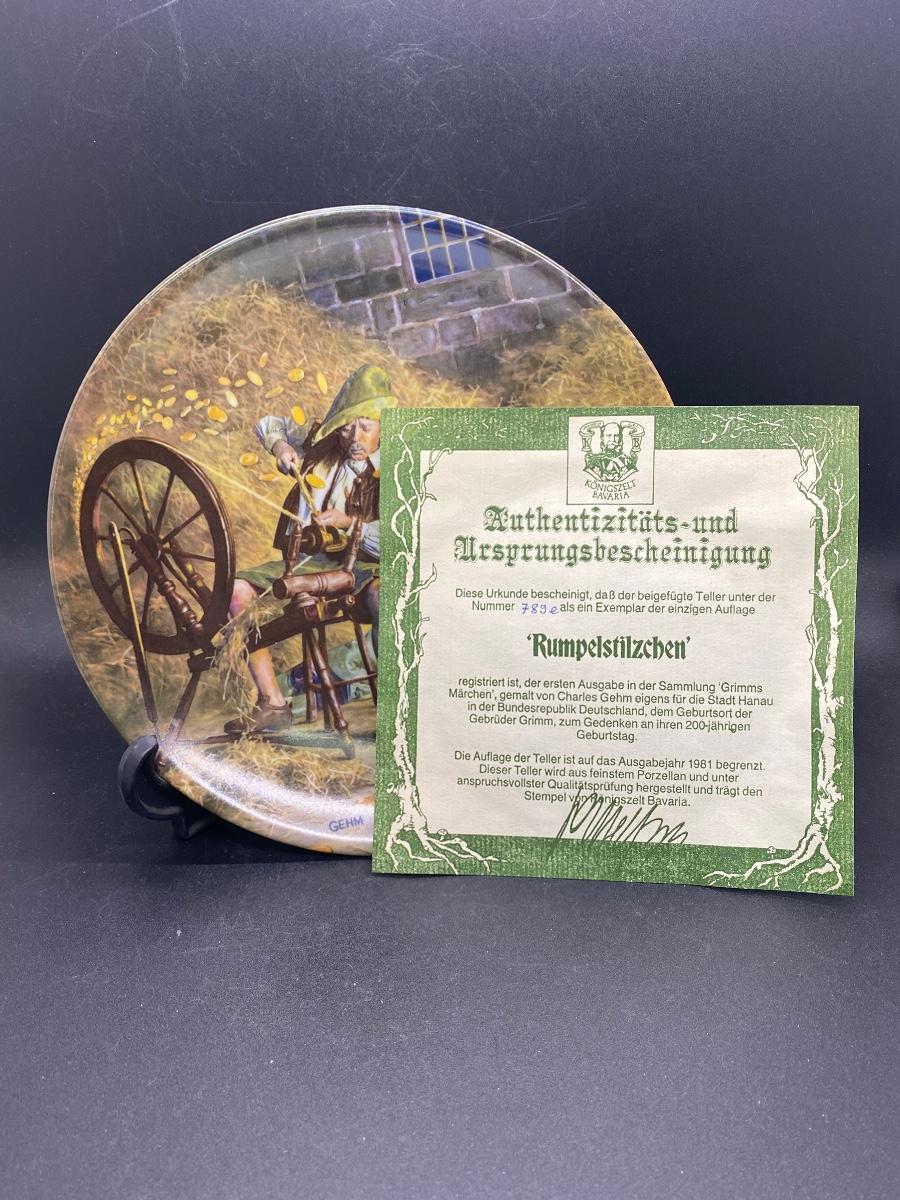 KÖNIGSZELT
BAVARIA
Authentizitäts-und
Ursprungsbescheinigung
Diese Urkunde bescheinigt, daß der beigefügte Teller unter der
Nummer 789e als ein Exemplar der einzigen Auflage
'Rumpelstilzchen'
registriert ist, der ersten Ausgabe in der Sammlung 'Grimms
Märchen', gemalt von Charles Gehm eigens für die Stadt Hanau
in der Bundesrepublik Deutschland, dem Geburtsort der
Gebrüder Grimm, zum Gedenken an ihren 200-jährigen
Geburtstag.
Die Auflage der Teller ist auf das Ausgabejahr 1981 begrenzt.
Dieser Teller wird aus feinstem Porzellan und unter
anspruchsvollster Qualitätsprüfung hergestellt und trägt den
Stempel von Königszelt Bavaria.
GEHM